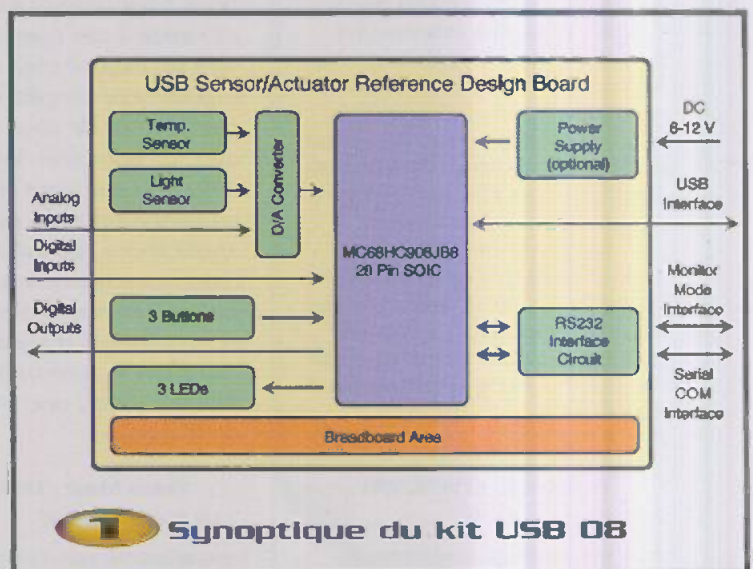 USB Sensor/Actuator Reference Design Board
Temp.
Sensor
Light
Sensor
D/A Converter
MC68HC908JB8
20 Pin SOIC
Power
Supply
(optional)
DC
6-12 V
USB
Interface
Analog
Inputs
Digital
Inputs
Digital
Outputs
3 Buttons
3 LEDs
RS232
Interface
Circuit
Monitor
Mode
Interface
Serial
COM
Interface
Breadboard Area
1 Synoptique du kit USB 08